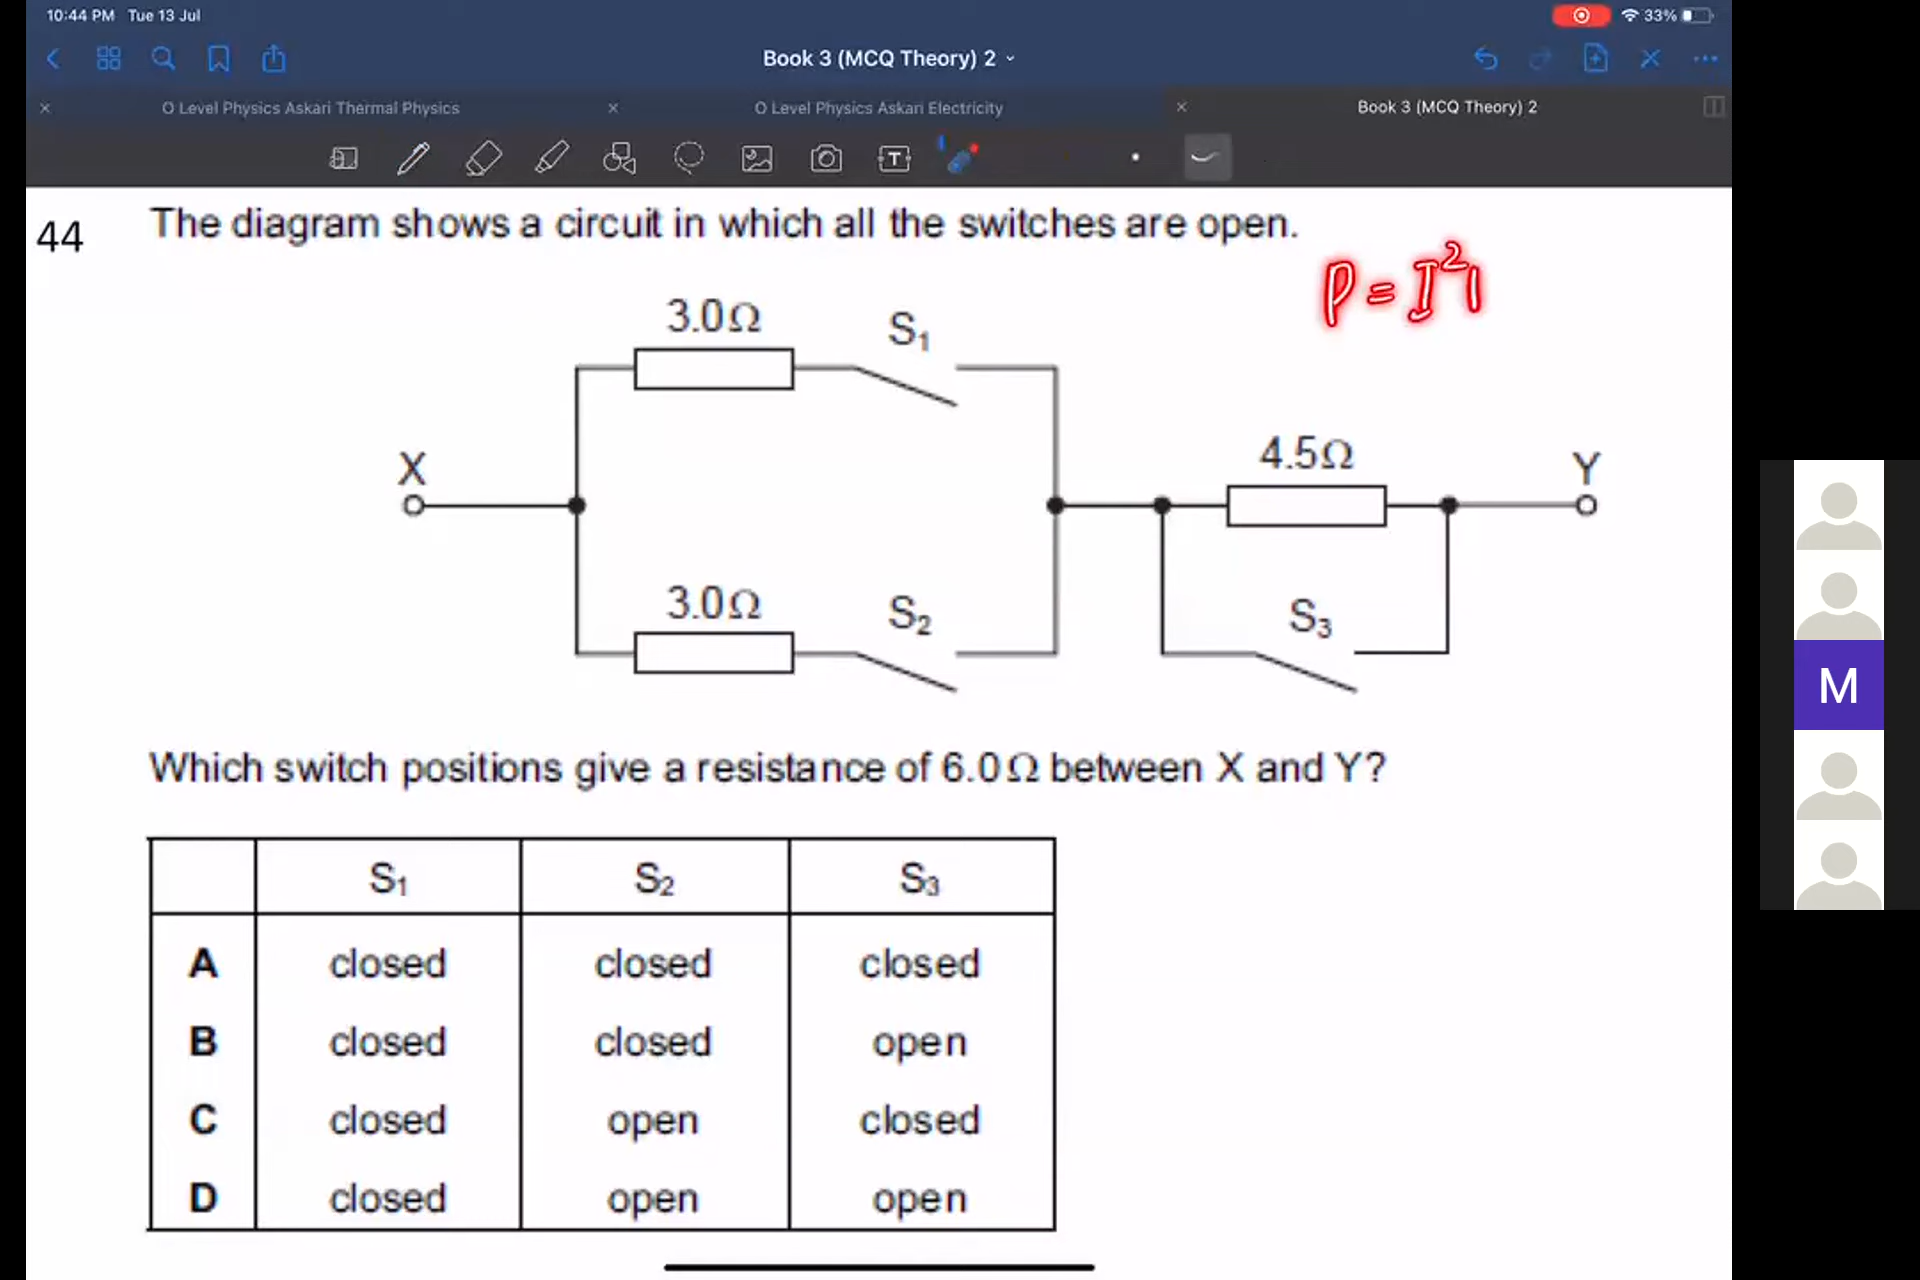 10:44 PM Tue 13 Jul
33%
Book 3 (MCQ Theory) 2
O Level Physics Askari Thermal Physics
O Level Physics Askari Electricity
Book 3 (MCQ Theory) 2
T
44 The diagram shows a circuit in which all the switches are open.
P = I²
3.0Ω S₁
X
4.5Ω
Y
3.0Ω S₂
S₃
M
Which switch positions give a resistance of 6.0Ω between X and Y?
S₁ S₂ S₃
A closed closed closed
B closed closed open
C closed open closed
D closed open open